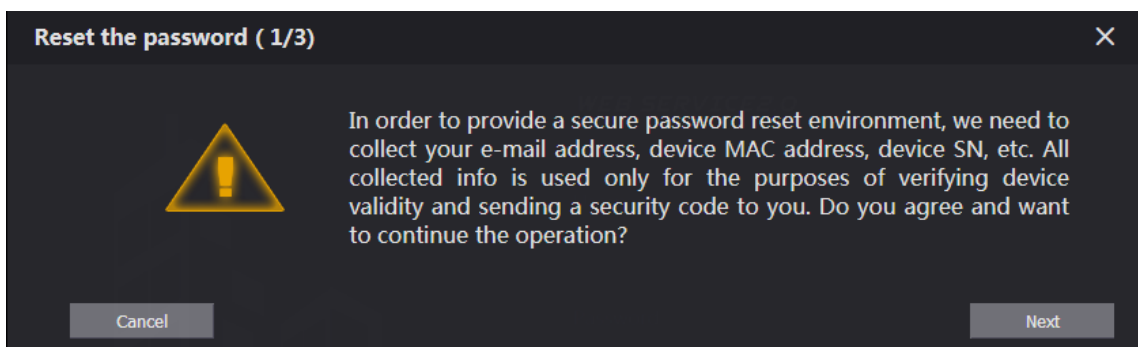 Reset the password ( 1/3)
In order to provide a secure password reset environment, we need to
collect your e-mail address, device MAC address, device SN, etc. All
collected info is used only for the purposes of verifying device
validity and sending a security code to you. Do you agree and want
to continue the operation?
Cancel
Next